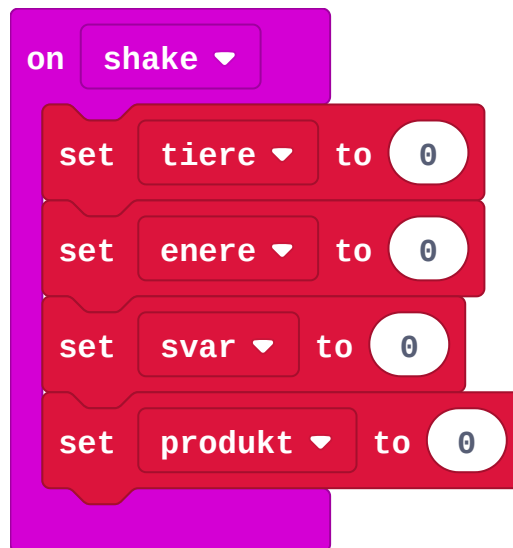 on shake
set tiere to 0
set enere to 0
set svar to 0
set produkt to 0